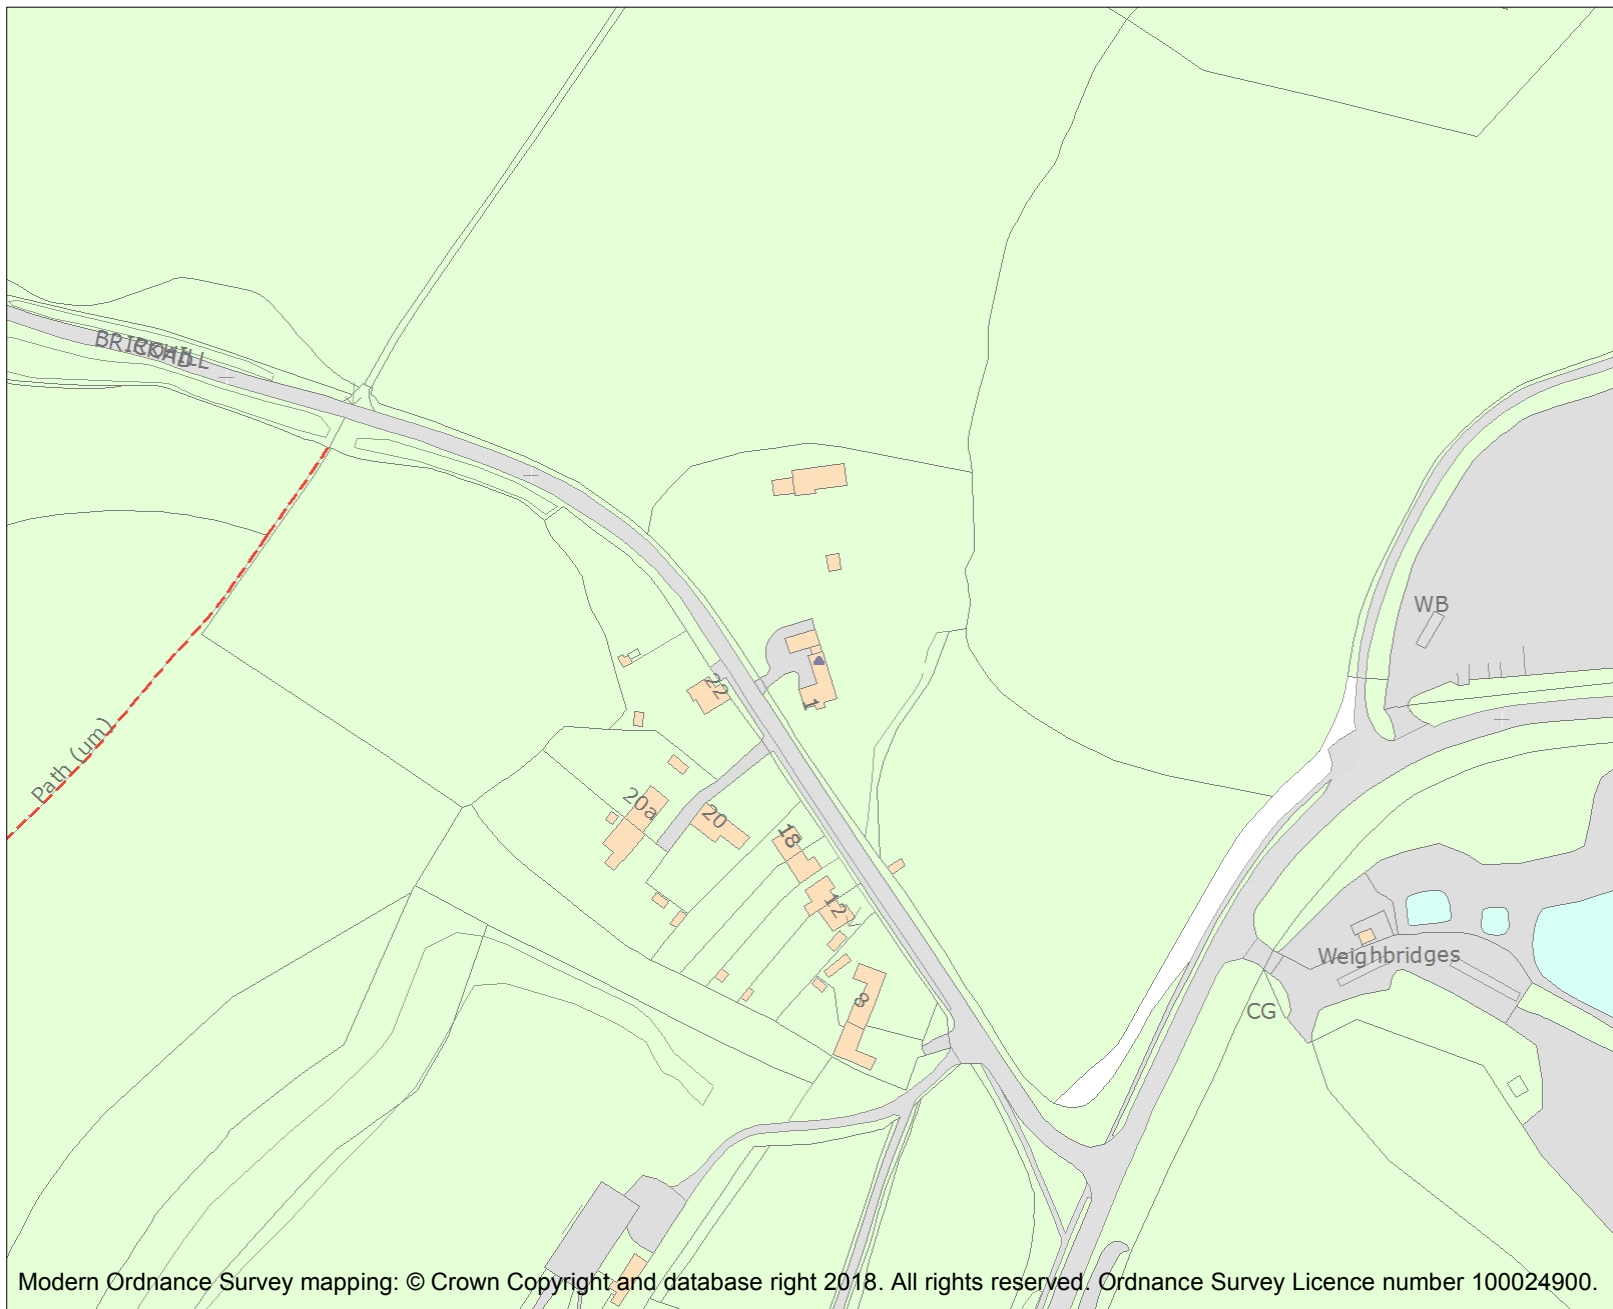 BRICKHILL
ROAD
WB
22
1
Path (um)
20a
20
18
12
Weighbridges
8
CG
Modern Ordnance Survey mapping: © Crown Copyright and database right 2018. All rights reserved. Ordnance Survey Licence number 100024900.